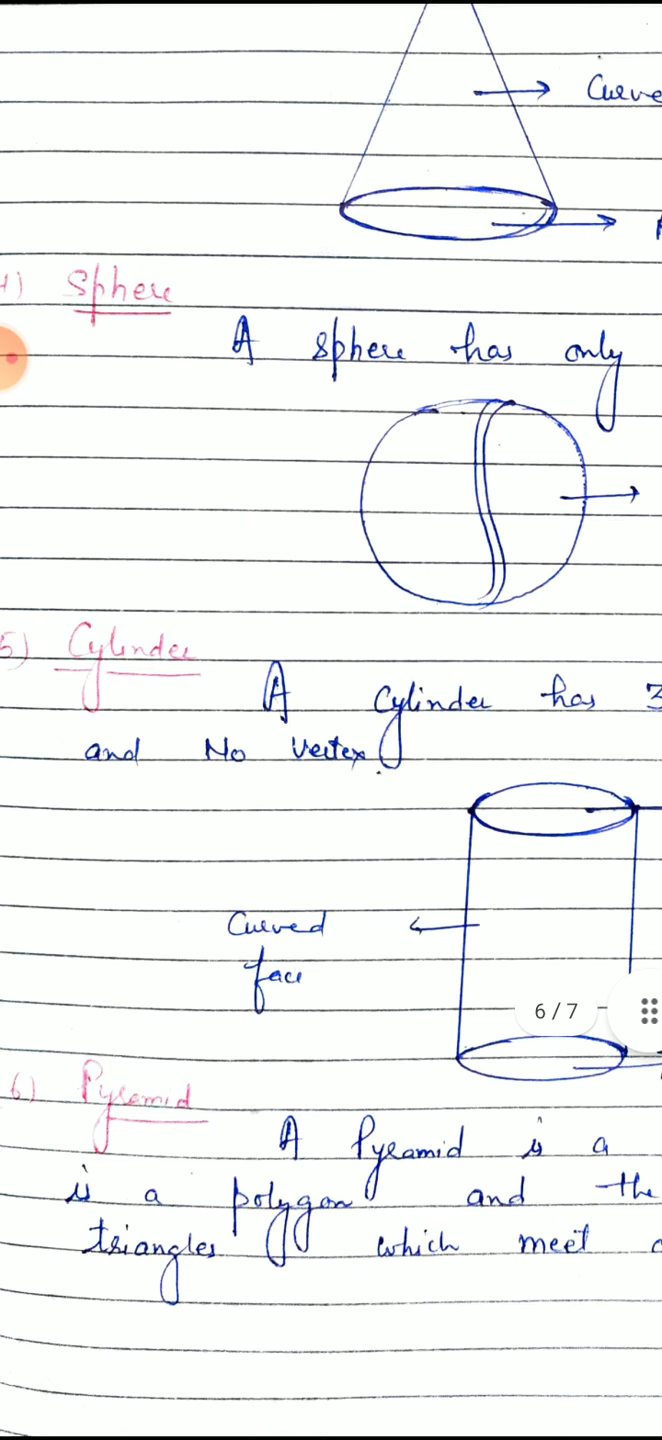 Curve
4) Sphere
A sphere has only
5) Cylinder
A Cylinder has 3
and No vertex.
Curved
face
6/7
6) Pyramid
A Pyramid is a
is a polygon and the
triangles which meet